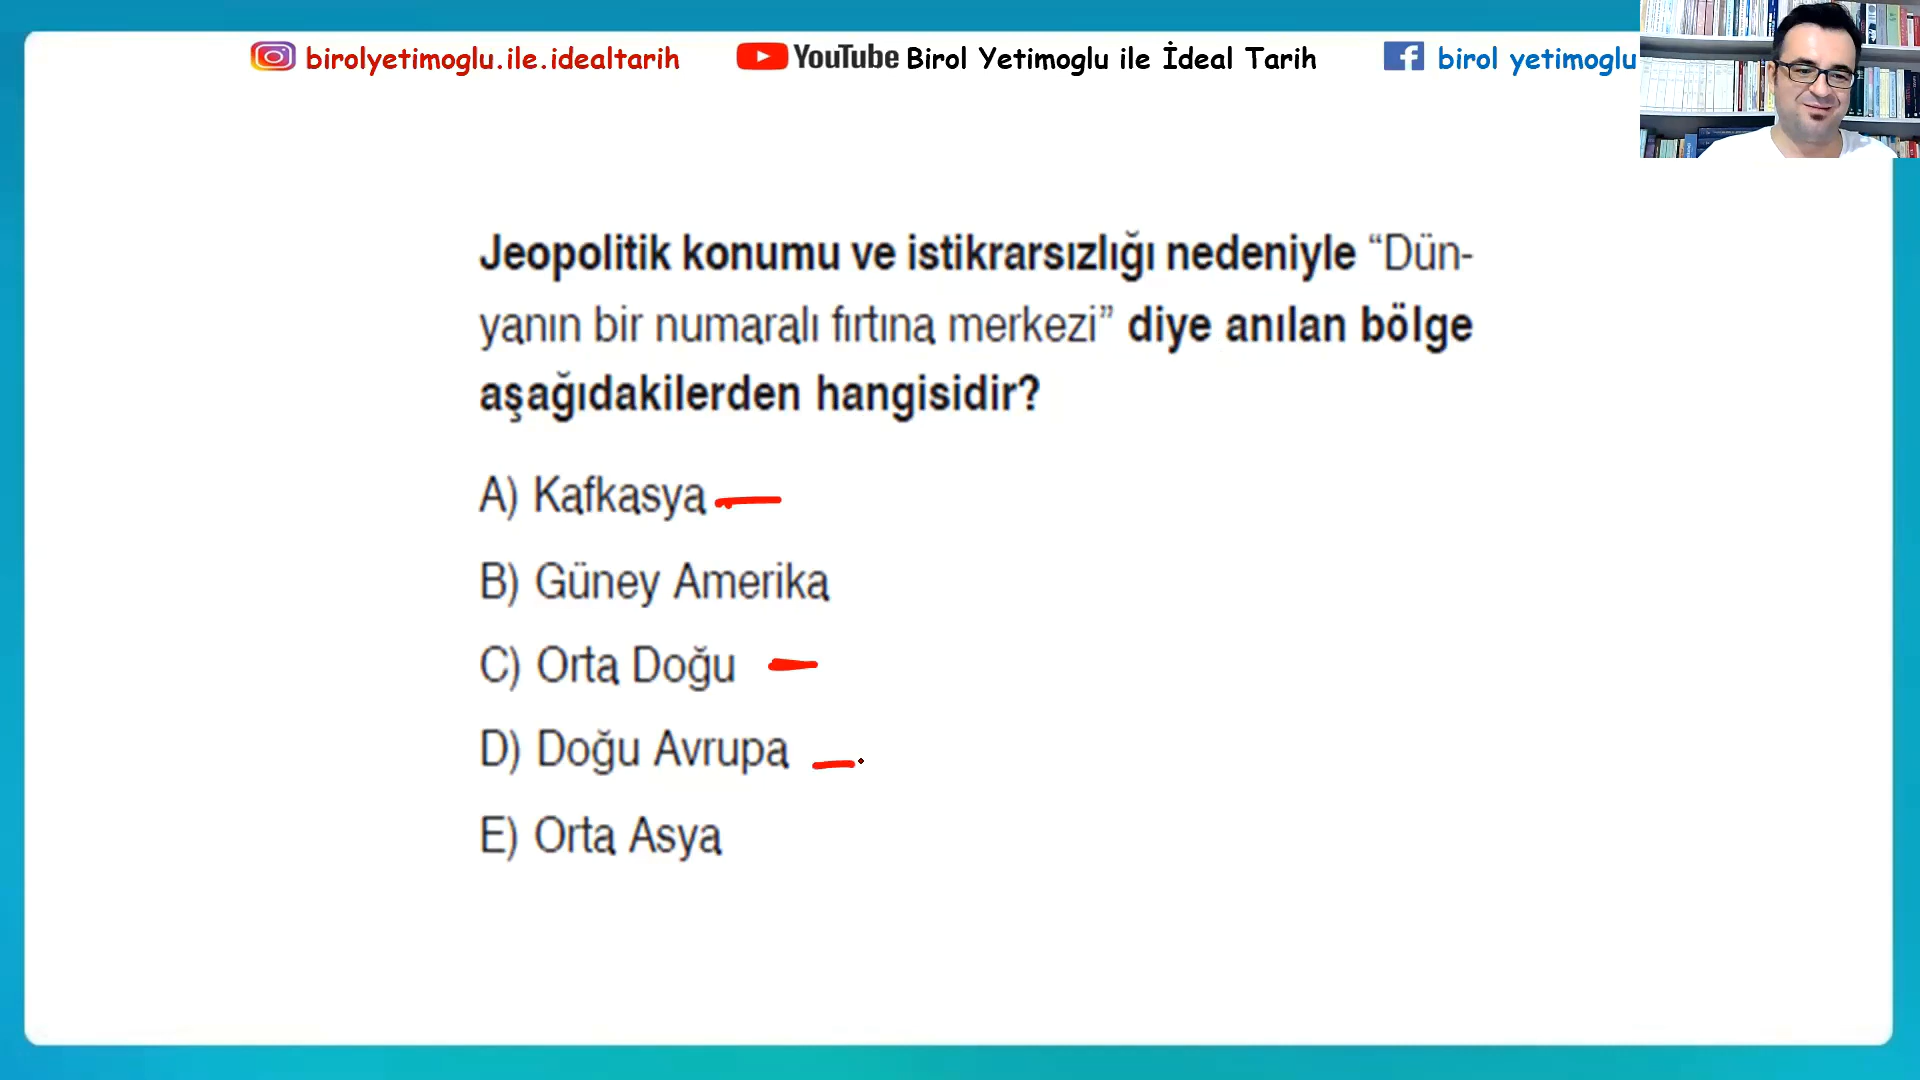 birolyetimoglu.ile.idealtarih YouTube Birol Yetimoglu ile İdeal Tarih birol yetimoglu
Jeopolitik konumu ve istikrarsızlığı nedeniyle “Dün-
yanın bir numaralı fırtına merkezi” diye anılan bölge
aşağıdakilerden hangisidir?
A) Kafkasya
B) Güney Amerika
C) Orta Doğu
D) Doğu Avrupa
E) Orta Asya